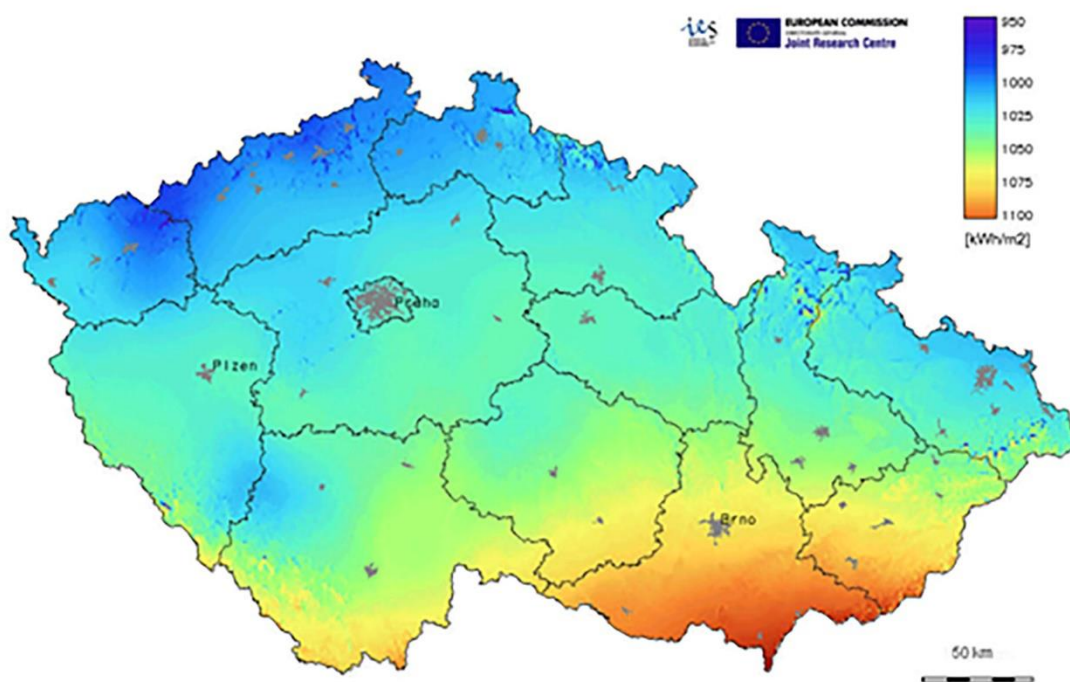 ies
EUROPEAN COMMISSION
Joint Research Centre
950
975
1000
1025
1050
1075
1100
[kWh/m2]
Praha
Plzen
Brno
50 km